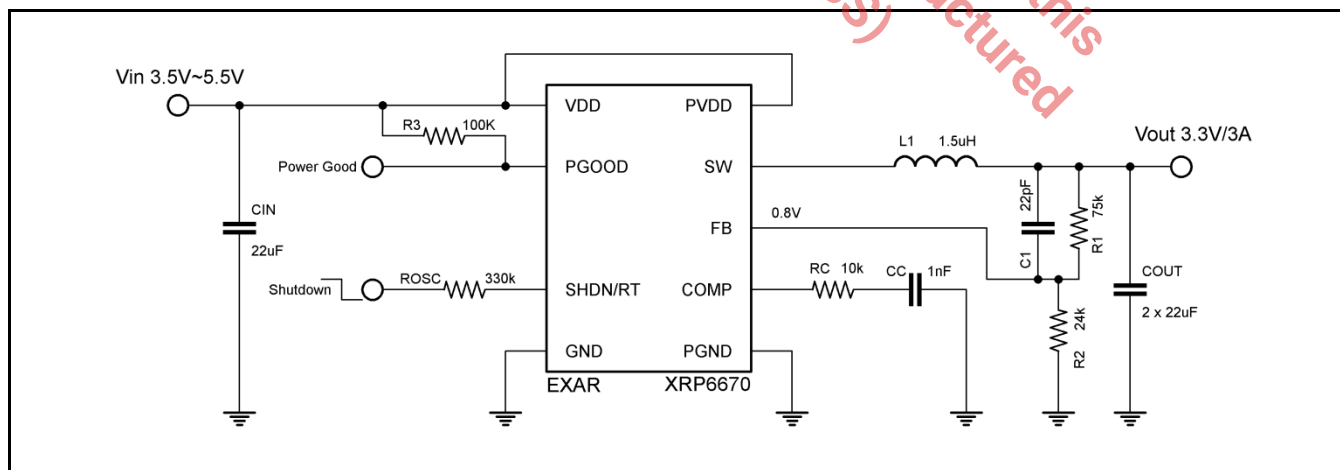 this
actured
S)
Vin 3.5V~5.5V
R3 100K
Power Good
CIN
22uF
Shutdown
ROSC 330k
VDD
PGOOD
SHDN/RT
GND
PVDD
SW
FB
COMP
PGND
EXAR XRP6670
L1 1.5uH
0.8V
RC 10k
CC 1nF
22pF
C1
75k
R1
24k
R2
Vout 3.3V/3A
COUT
2 x 22uF